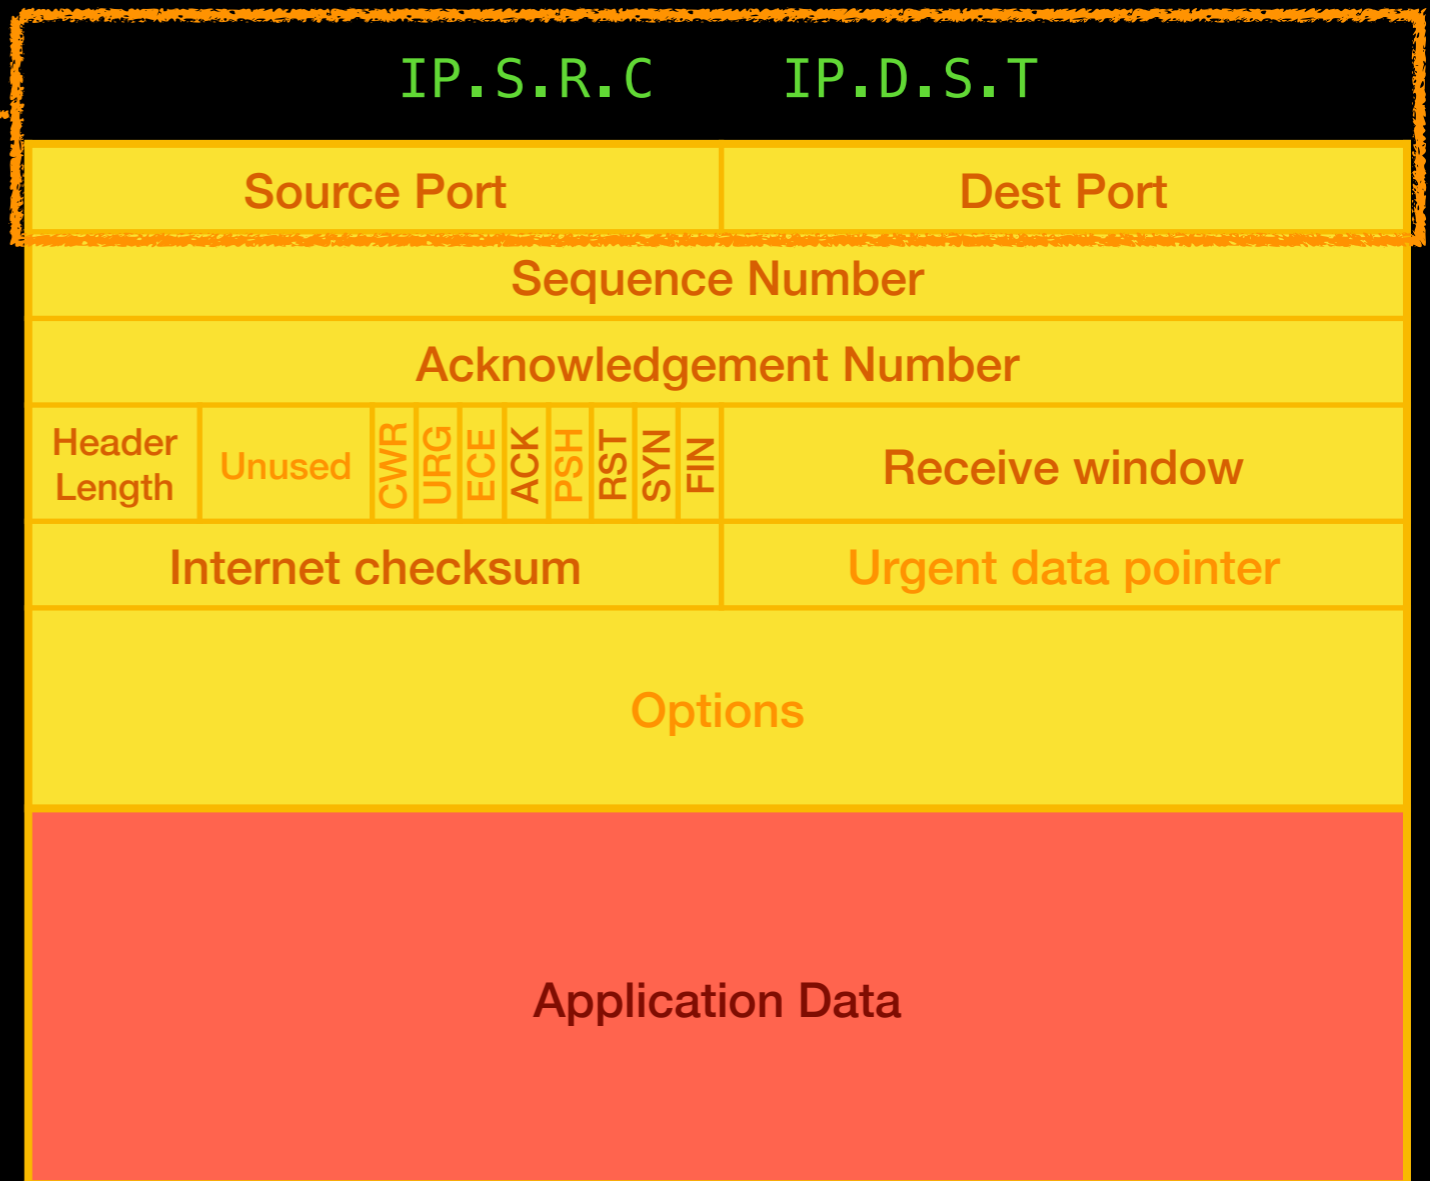 IP.S.R.C IP.D.S.T
Source Port Dest Port
Sequence Number
Acknowledgement Number
Header
Length
Unused
CWR
URG
ECE
ACK
PSH
RST
SYN
FIN
Receive window
Internet checksum Urgent data pointer
Options
Application Data